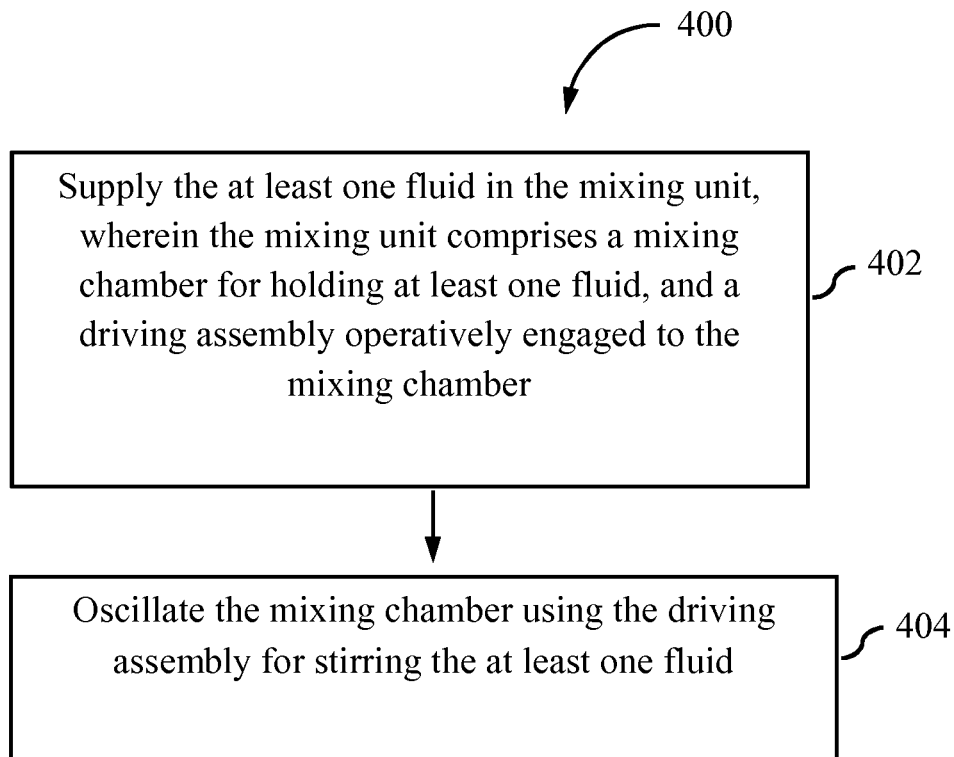 400
Supply the at least one fluid in the mixing unit,
wherein the mixing unit comprises a mixing
chamber for holding at least one fluid, and a
driving assembly operatively engaged to the
mixing chamber
402
Oscillate the mixing chamber using the driving
assembly for stirring the at least one fluid
404